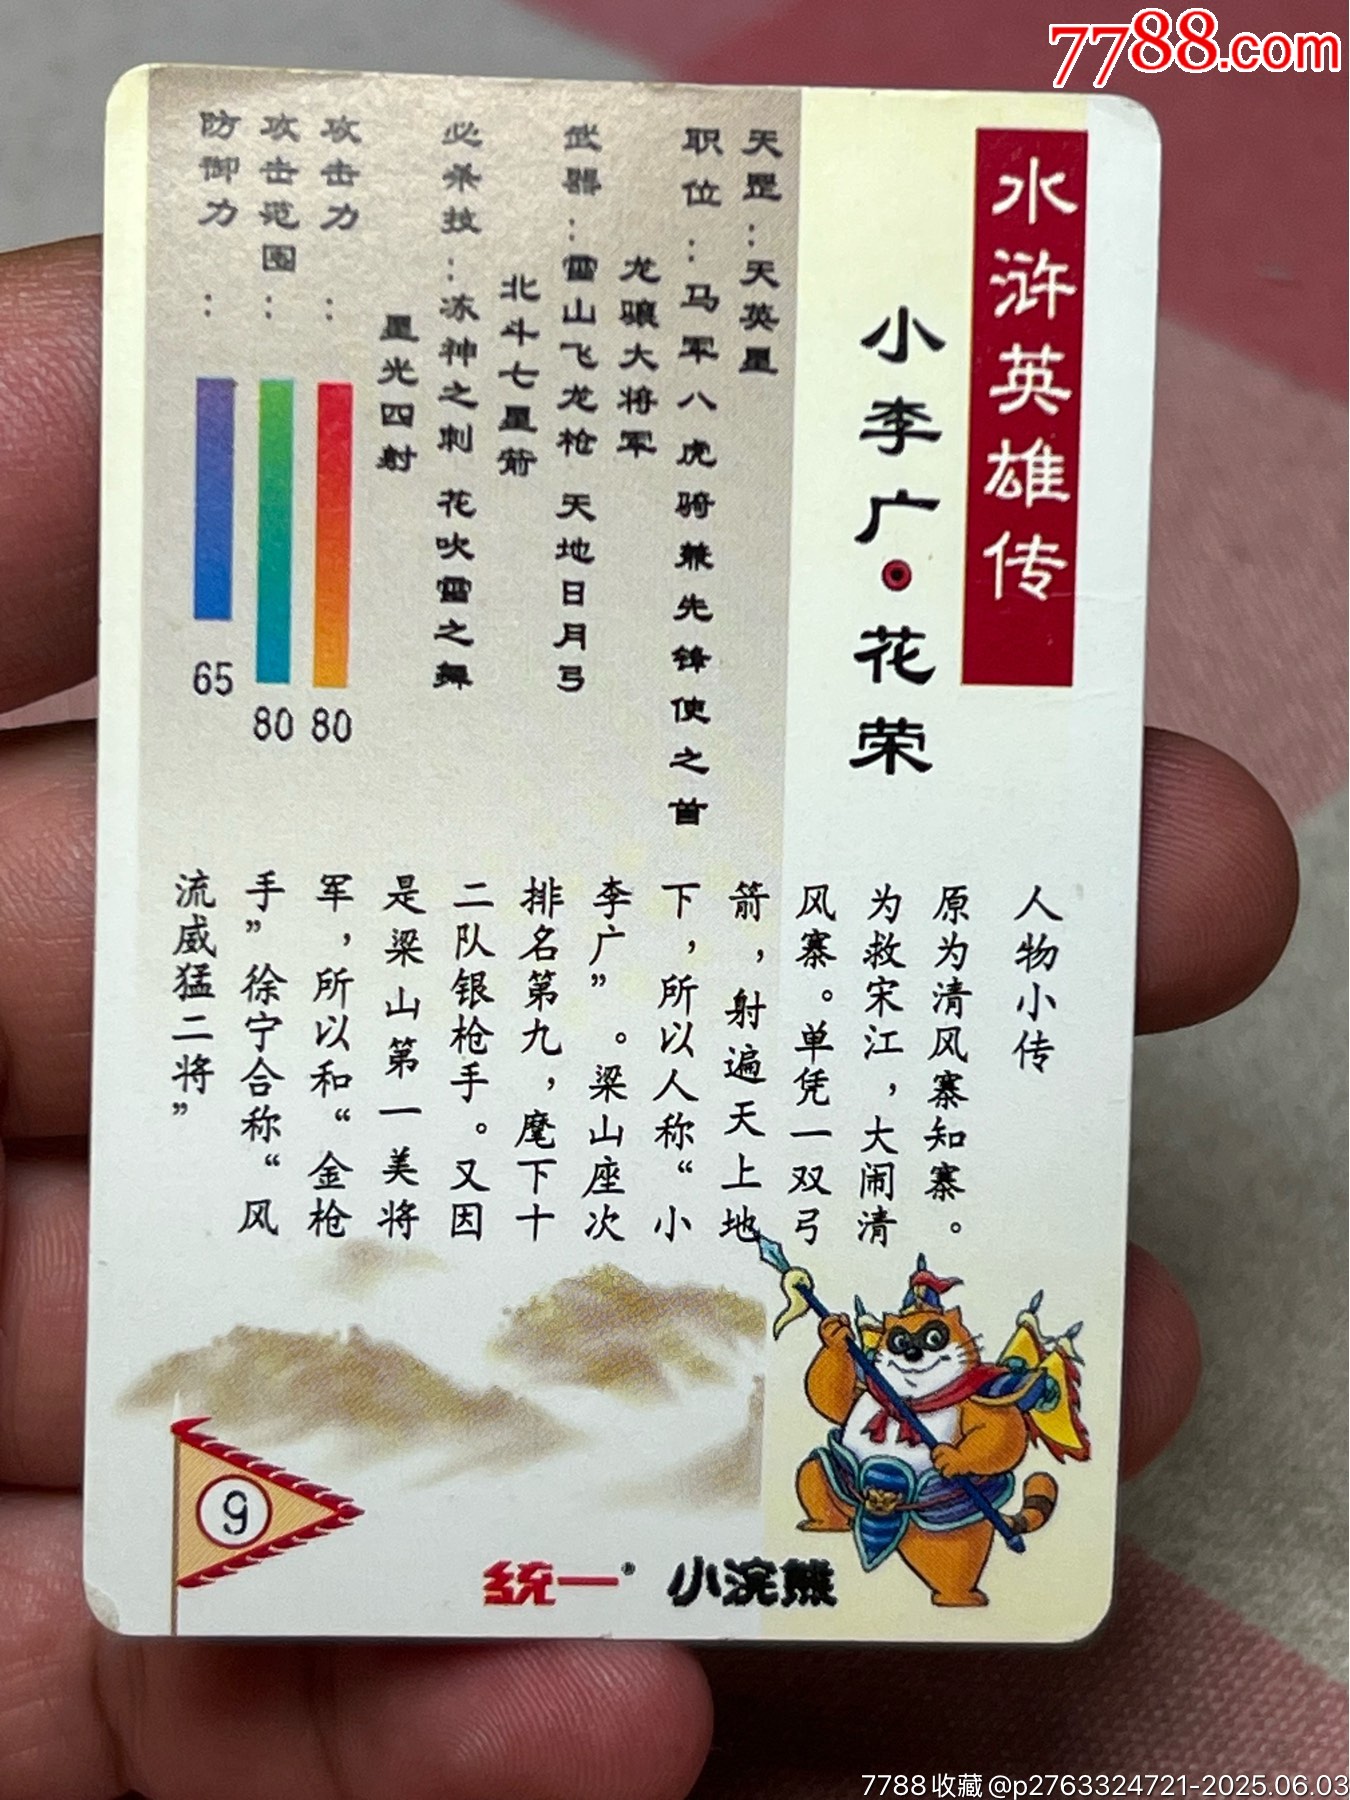 7788.com
水浒英雄传
小李广·花荣
天罡：天英星
职位：马军八虎骑兼先锋使之首
龙骧大将军
武器：雪山飞龙枪 天地日月弓
北斗七星箭
必杀技：冻神之刺 花吹雪之舞
星光四射
攻击力：80
攻击范围：80
防御力：65
人物小传
原为清风寨知寨。
为救宋江，大闹清
风寨。单凭一双弓
箭，射遍天上地
下，所以人称“小
李广”。梁山座次
排名第九，麾下十
二队银枪手。又因
是梁山第一美将
军，所以和“金枪
手”徐宁合称“风
流威猛二将”
9
统一® 小浣熊
7788收藏@p2763324721-2025.06.03